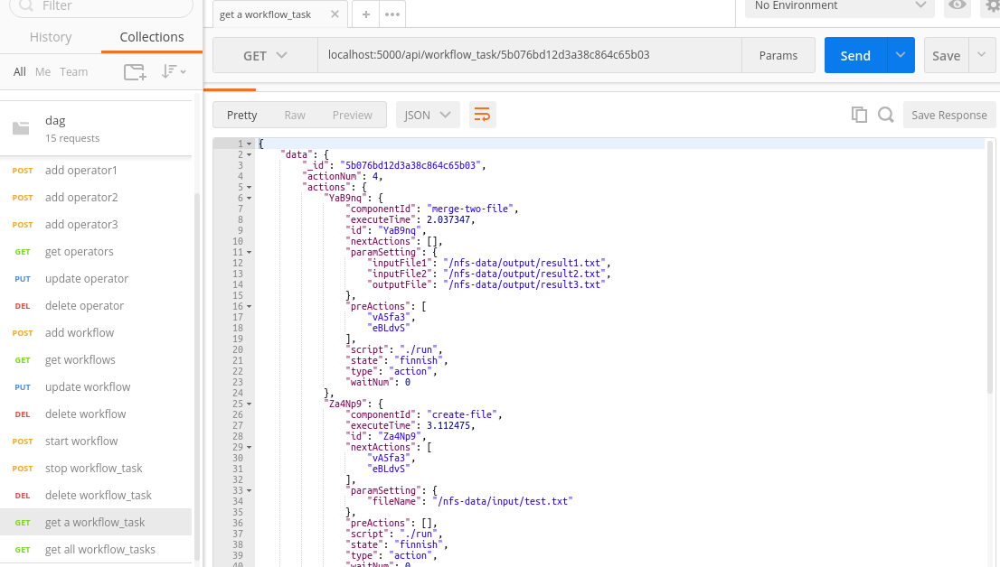 Filter
History Collections
All Me Team
dag
15 requests
POST add operator1
POST add operator2
POST add operator3
GET get operators
PUT update operator
DEL delete operator
POST add workflow
GET get workflows
PUT update workflow
DEL delete workflow
POST start workflow
POST stop workflow_task
DEL delete workflow_task
GET get a workflow_task
GET get all workflow_tasks
get a workflow_task
No Environment
GET localhost:5000/api/workflow_task/5b076bd12d3a38c864c65b03 Params Send Save
Pretty Raw Preview JSON Save Response
1 {
2 "data": {
3 "_id": "5b076bd12d3a38c864c65b03",
4 "actionNum": 4,
5 "actions": {
6 "YaB9nq": {
7 "componentId": "merge-two-file",
8 "executeTime": 2.037347,
9 "id": "YaB9nq",
10 "nextActions": [],
11 "paramSetting": {
12 "inputFile1": "/nfs-data/output/result1.txt",
13 "inputFile2": "/nfs-data/output/result2.txt",
14 "outputFile": "/nfs-data/output/result3.txt"
15 },
16 "preActions": [
17 "vA5fa3",
18 "eBLdvS"
19 ],
20 "script": "./run",
21 "state": "finnish",
22 "type": "action",
23 "waitNum": 0
24 },
25 "Za4Np9": {
26 "componentId": "create-file",
27 "executeTime": 3.112475,
28 "id": "Za4Np9",
29 "nextActions": [
30 "vA5fa3",
31 "eBLdvS"
32 ],
33 "paramSetting": {
34 "fileName": "/nfs-data/input/test.txt"
35 },
36 "preActions": [],
37 "script": "./run",
38 "state": "finnish",
39 "type": "action",
40 "waitNum": 0